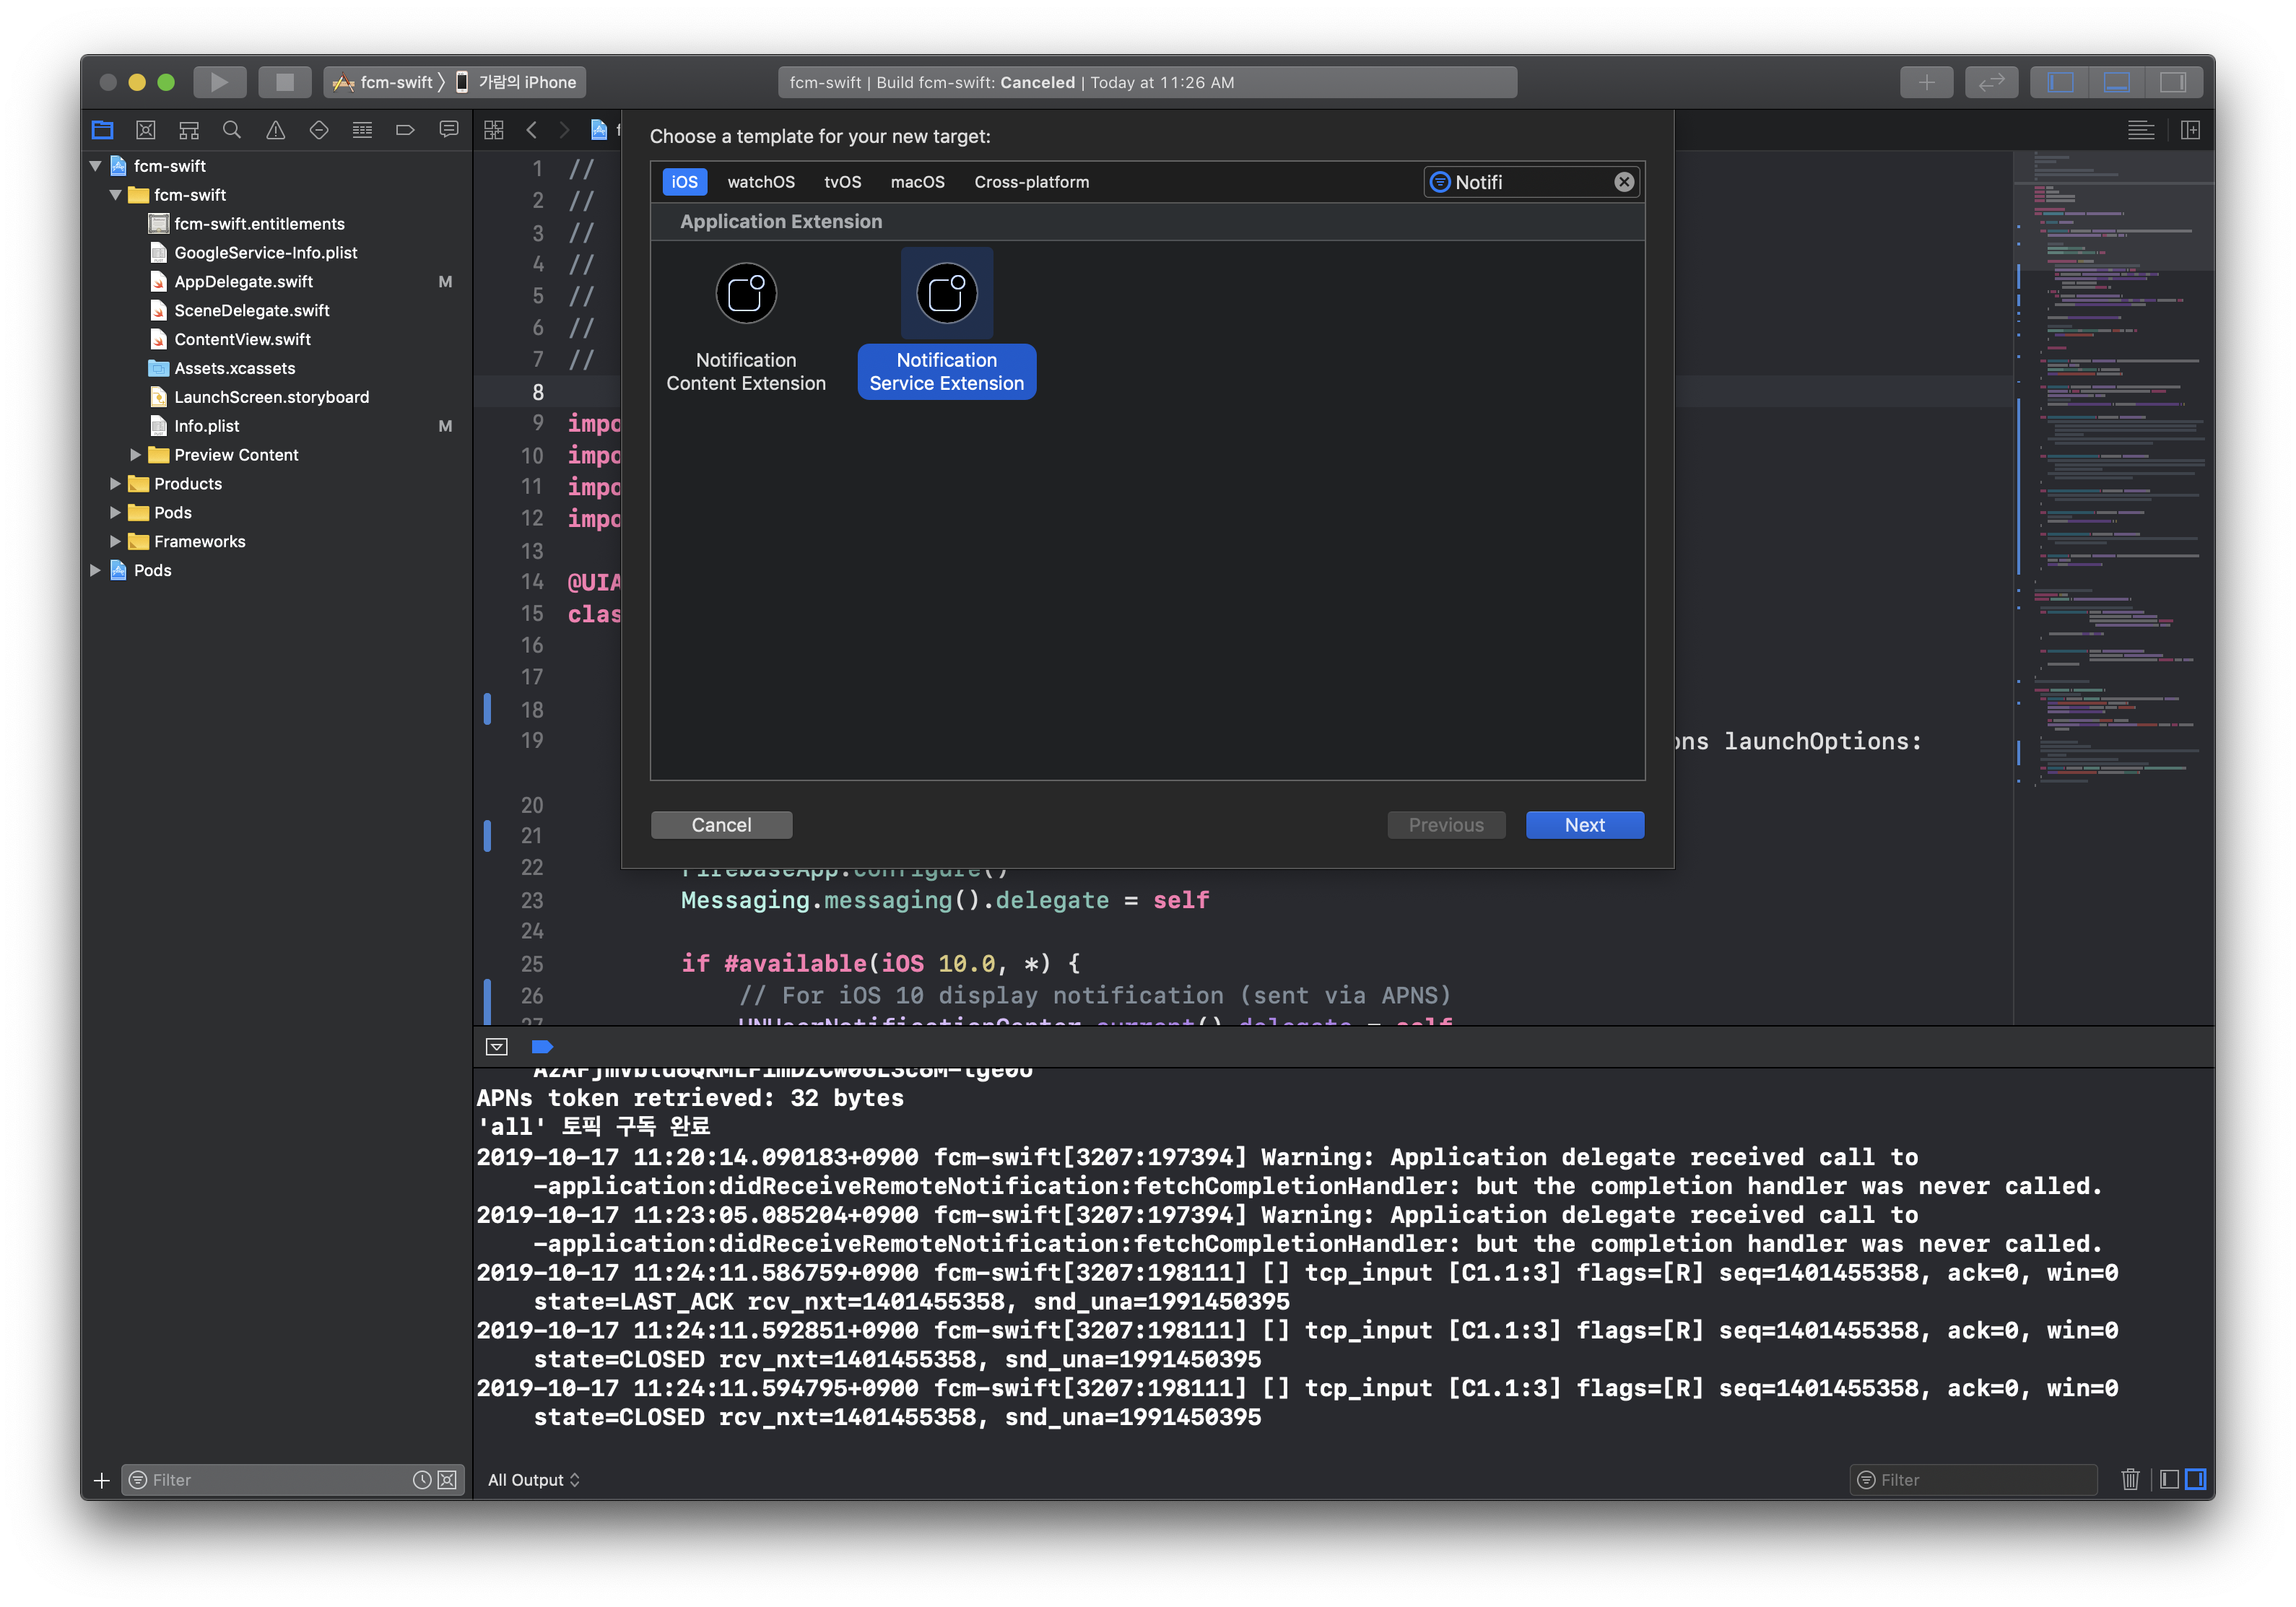 fcm-swift 〉 가람의 iPhone
fcm-swift | Build fcm-swift: Canceled | Today at 11:26 AM
fcm-swift
fcm-swift
fcm-swift.entitlements
GoogleService-Info.plist
AppDelegate.swift M
SceneDelegate.swift
ContentView.swift
Assets.xcassets
LaunchScreen.storyboard
Info.plist M
Preview Content
Products
Pods
Frameworks
Pods
Filter
Choose a template for your new target:
iOS watchOS tvOS macOS Cross-platform Notifi
Application Extension
Notification
Content Extension
Notification
Service Extension
Cancel Previous Next
1 //
2 //
3 //
4 //
5 //
6 //
7 //
8
9 impo
10 impo
11 impo
12 impo
13
14 @UIA
15 clas
16
17
18
19 ons launchOptions:
20
21
22 FirebaseApp.configure()
23 Messaging.messaging().delegate = self
24
25 if #available(iOS 10.0, *) {
26 // For iOS 10 display notification (sent via APNS)
27 UNUserNotificationCenter.current().delegate = self
APNs token retrieved: 32 bytes
'all' 토픽 구독 완료
2019-10-17 11:20:14.090183+0900 fcm-swift[3207:197394] Warning: Application delegate received call to
-application:didReceiveRemoteNotification:fetchCompletionHandler: but the completion handler was never called.
2019-10-17 11:23:05.085204+0900 fcm-swift[3207:197394] Warning: Application delegate received call to
-application:didReceiveRemoteNotification:fetchCompletionHandler: but the completion handler was never called.
2019-10-17 11:24:11.586759+0900 fcm-swift[3207:198111] [] tcp_input [C1.1:3] flags=[R] seq=1401455358, ack=0, win=0
state=LAST_ACK rcv_nxt=1401455358, snd_una=1991450395
2019-10-17 11:24:11.592851+0900 fcm-swift[3207:198111] [] tcp_input [C1.1:3] flags=[R] seq=1401455358, ack=0, win=0
state=CLOSED rcv_nxt=1401455358, snd_una=1991450395
2019-10-17 11:24:11.594795+0900 fcm-swift[3207:198111] [] tcp_input [C1.1:3] flags=[R] seq=1401455358, ack=0, win=0
state=CLOSED rcv_nxt=1401455358, snd_una=1991450395
All Output Filter